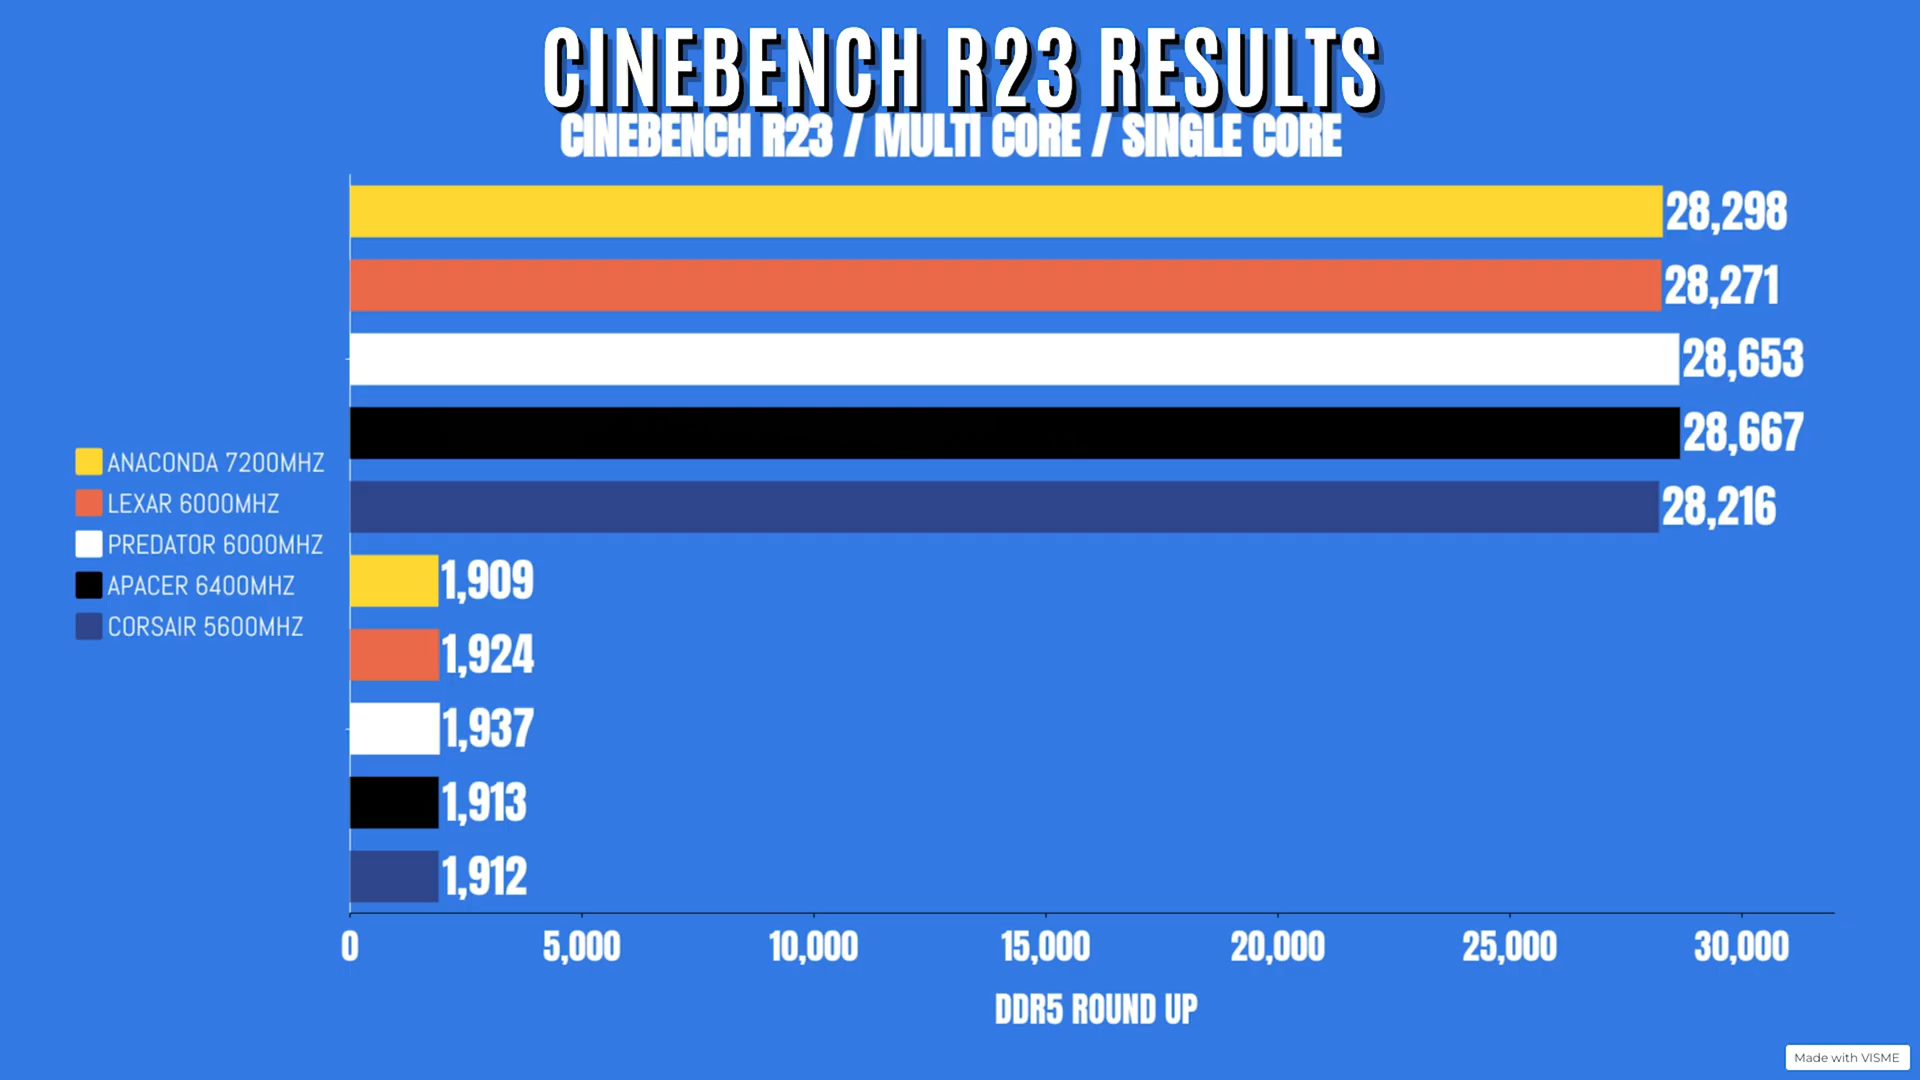 CINEBENCH R23 RESULTS
CINEBENCH R23 / MULTI CORE / SINGLE CORE
28,298
28,271
28,653
28,667
28,216
1,909
1,924
1,937
1,913
1,912
ANACONDA 7200MHZ
LEXAR 6000MHZ
PREDATOR 6000MHZ
APACER 6400MHZ
CORSAIR 5600MHZ
0 5,000 10,000 15,000 20,000 25,000 30,000
DDR5 ROUND UP
Made with VISME